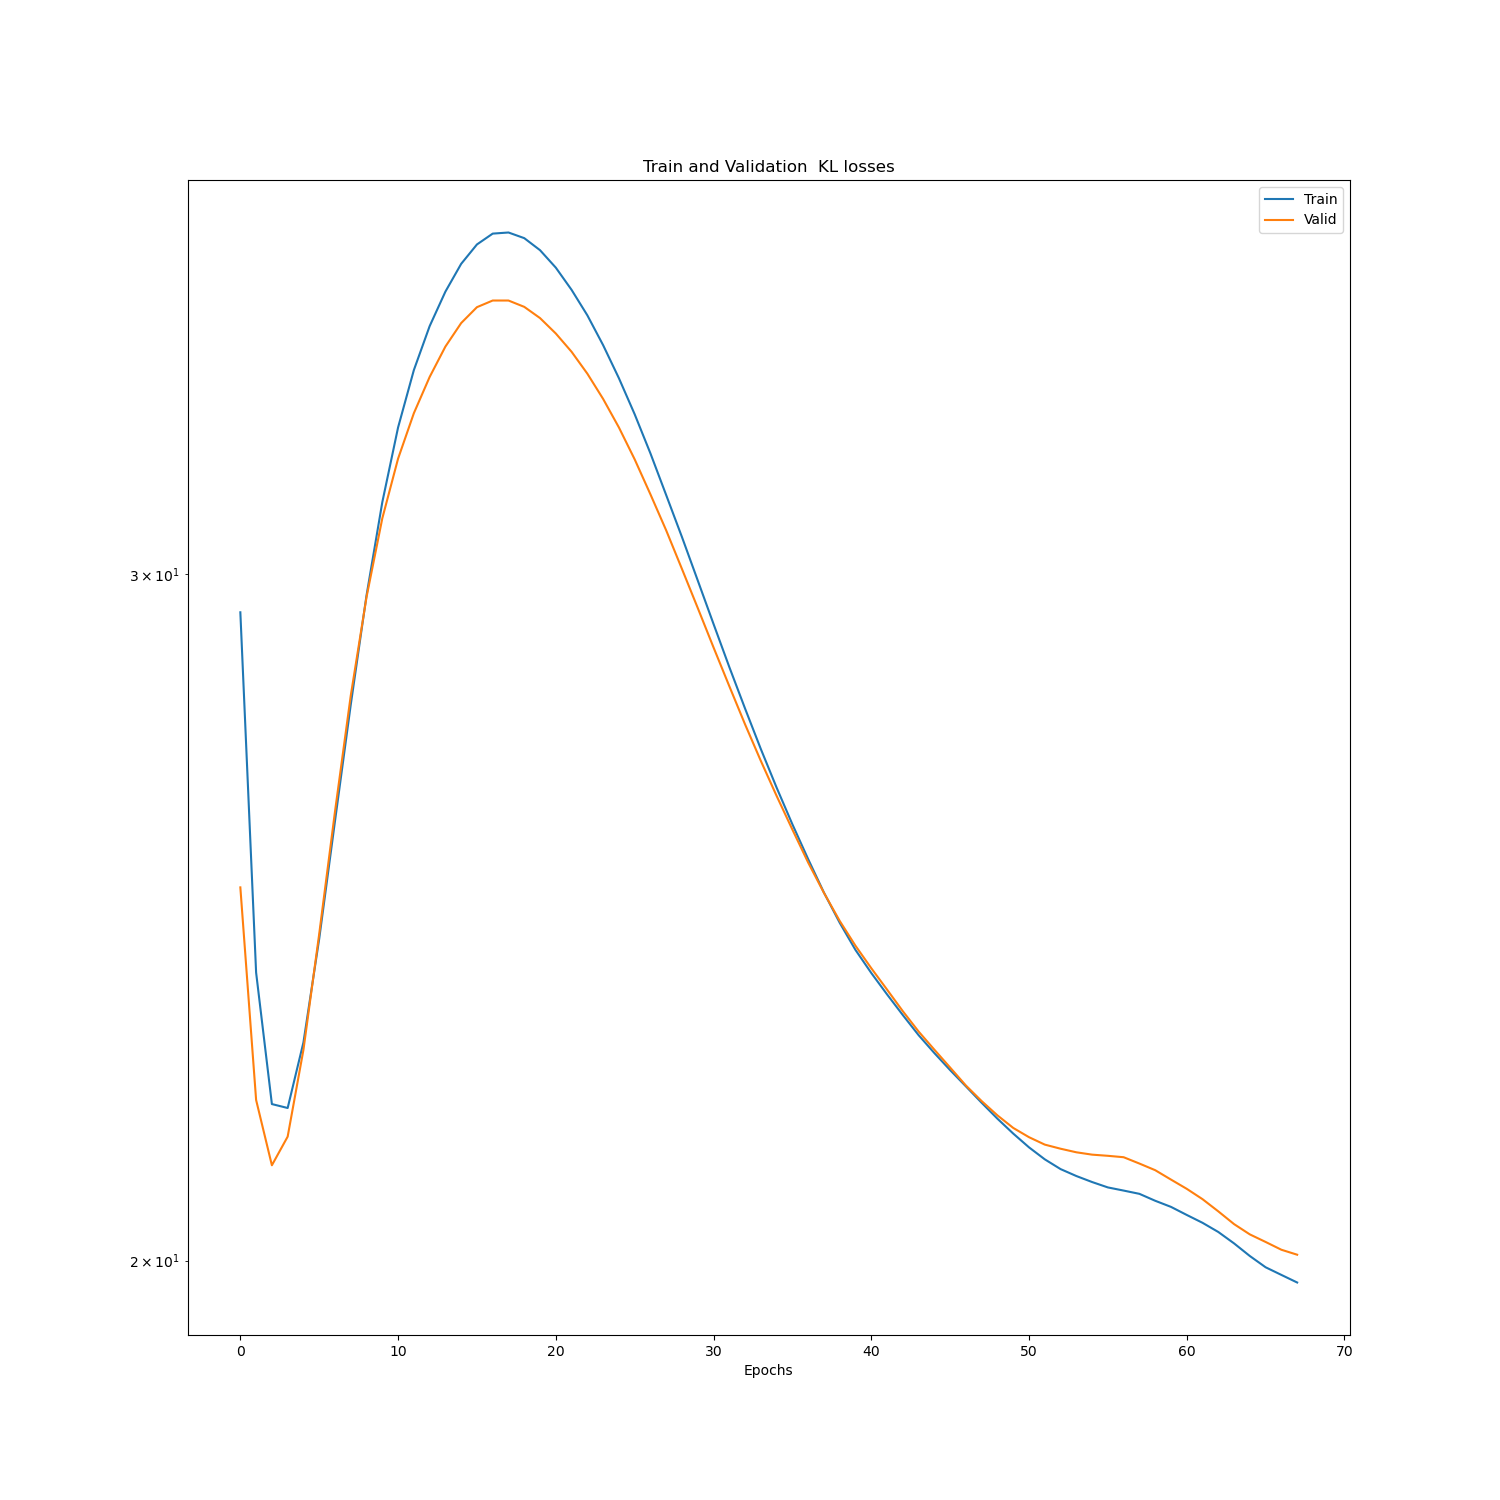 Train and Validation  KL losses
Train
Valid
3 × 10¹
2 × 10¹
0 10 20 30 40 50 60 70
Epochs